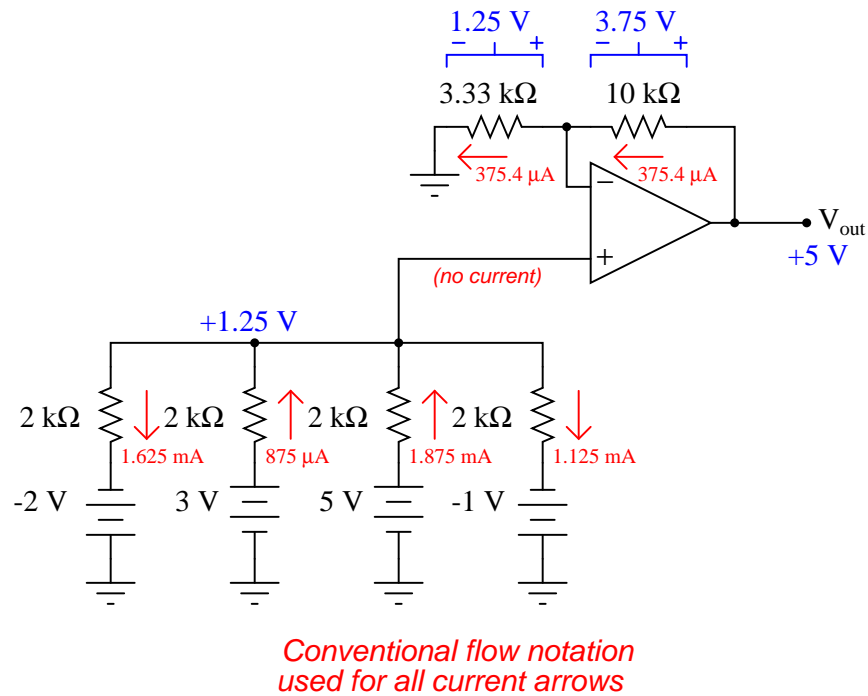 1.25 V
3.75 V
− +
− +
3.33 kΩ
10 kΩ
375.4 μA
375.4 μA
−
+
V out
+5 V
(no current)
+1.25 V
2 kΩ
2 kΩ
2 kΩ
2 kΩ
1.625 mA
875 μA
1.875 mA
1.125 mA
-2 V
3 V
5 V
-1 V
Conventional flow notation
used for all current arrows